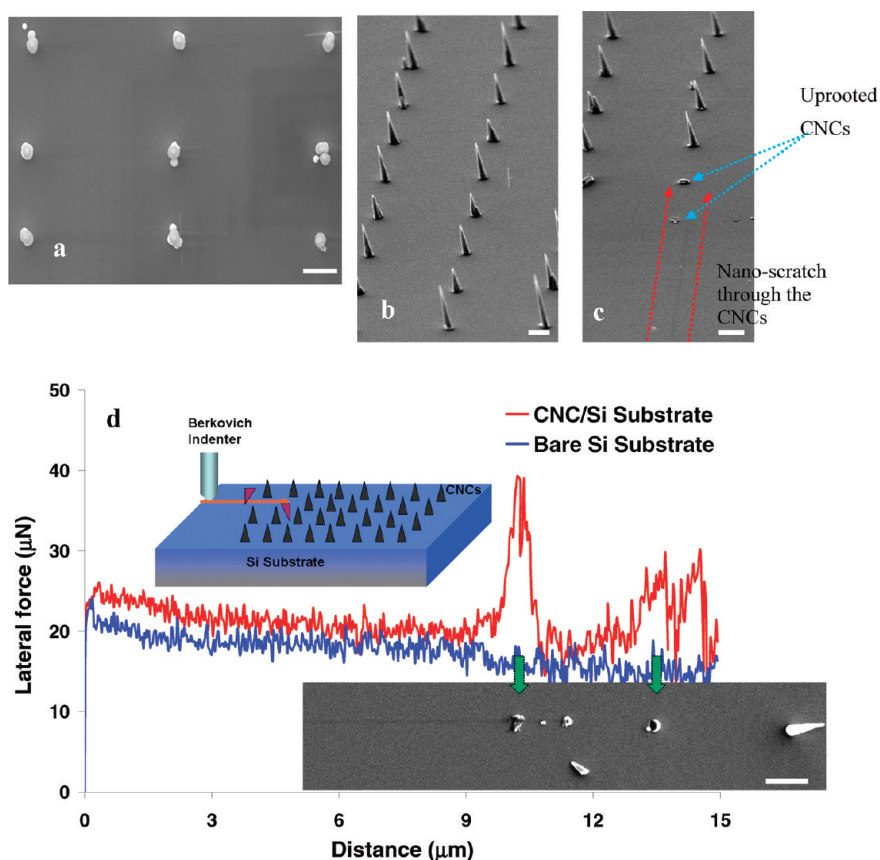 a
b
c
Uprooted
CNCs
Nano-scratch
through the
CNCs
d
CNC/Si Substrate
Bare Si Substrate
Berkovich
Indenter
CNCs
Si Substrate
Lateral force (μN)
50
40
30
20
10
0
0 3 6 9 12 15
Distance (μm)